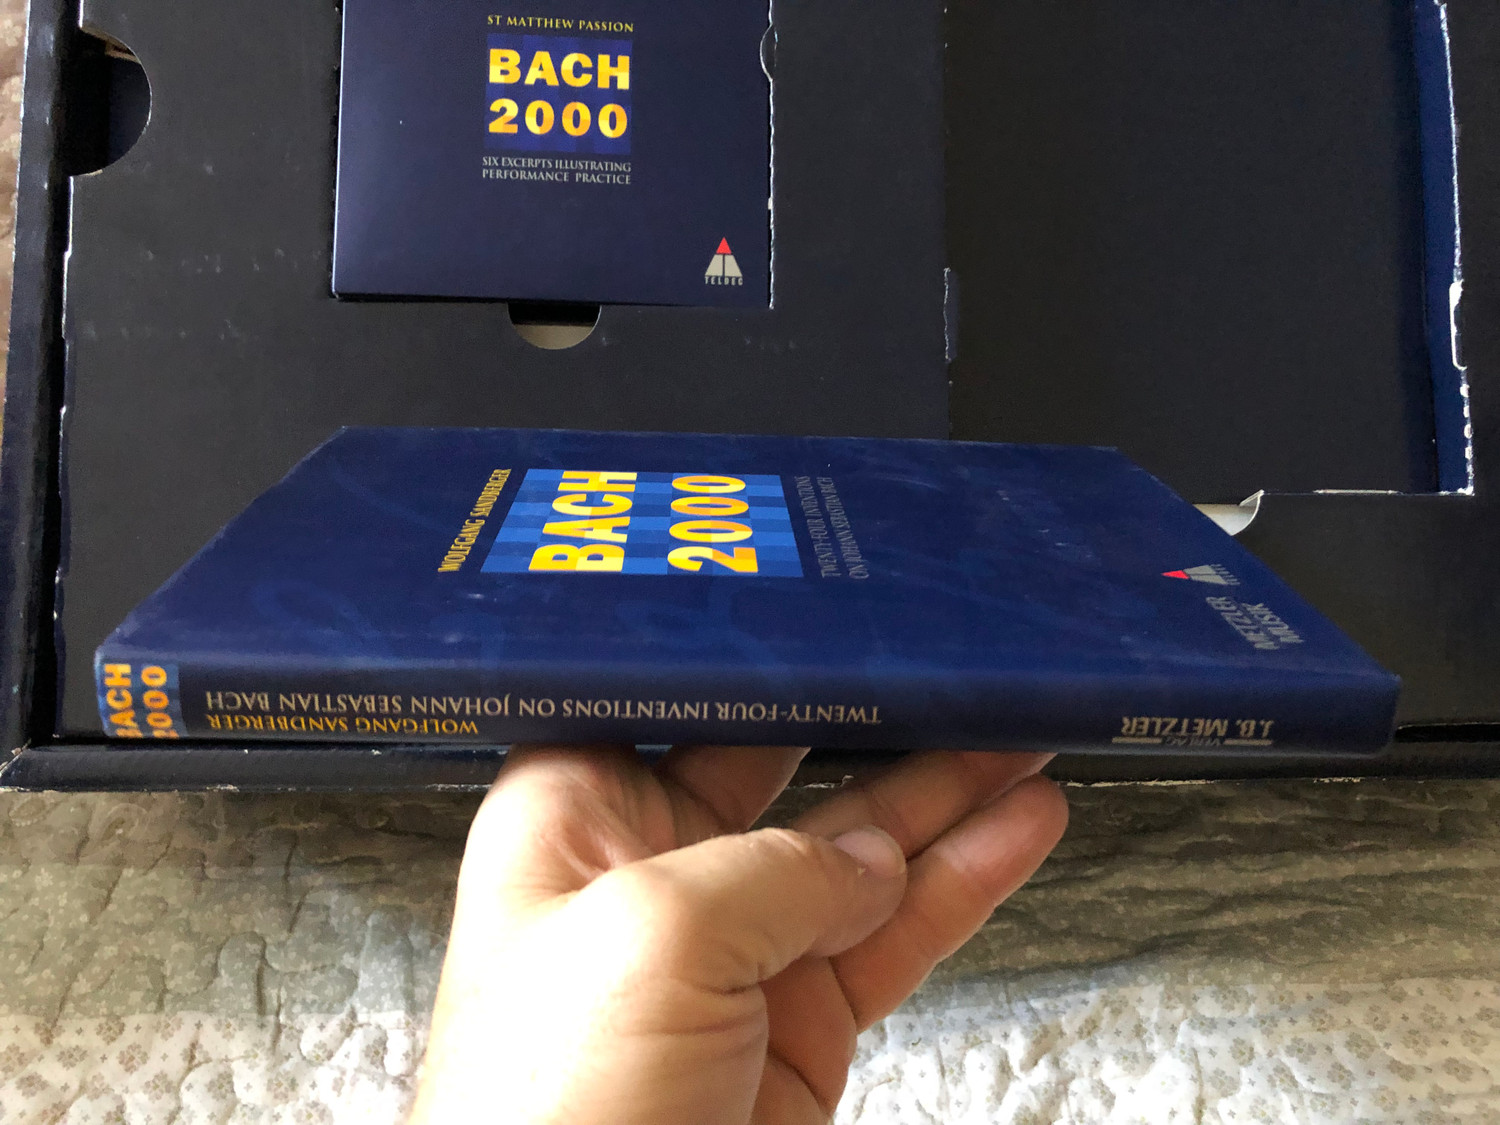 ST MATTHEW PASSION
BACH
2000
SIX EXCERPTS ILLUSTRATING
PERFORMANCE PRACTICE
TELDEC
WOLFGANG SANDBERGER
BACH
2000
TWENTY-FOUR INVENTIONS
ON JOHANN SEBASTIAN BACH
METZLER
MUSIK
BACH
2000
WOLFGANG SANDBERGER
TWENTY-FOUR INVENTIONS ON JOHANN SEBASTIAN BACH
VERLAG
J.B. METZLER